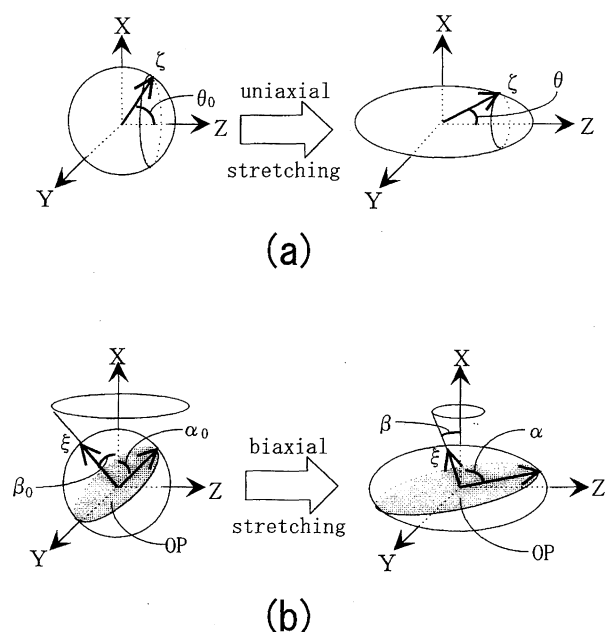 X
ζ
θ₀
Z
Y
uniaxial
stretching
X
ζ
θ
Z
Y
(a)
X
ξ
α₀
β₀
Z
Y
OP
biaxial
stretching
X
β
ξ
α
Z
Y
OP
(b)